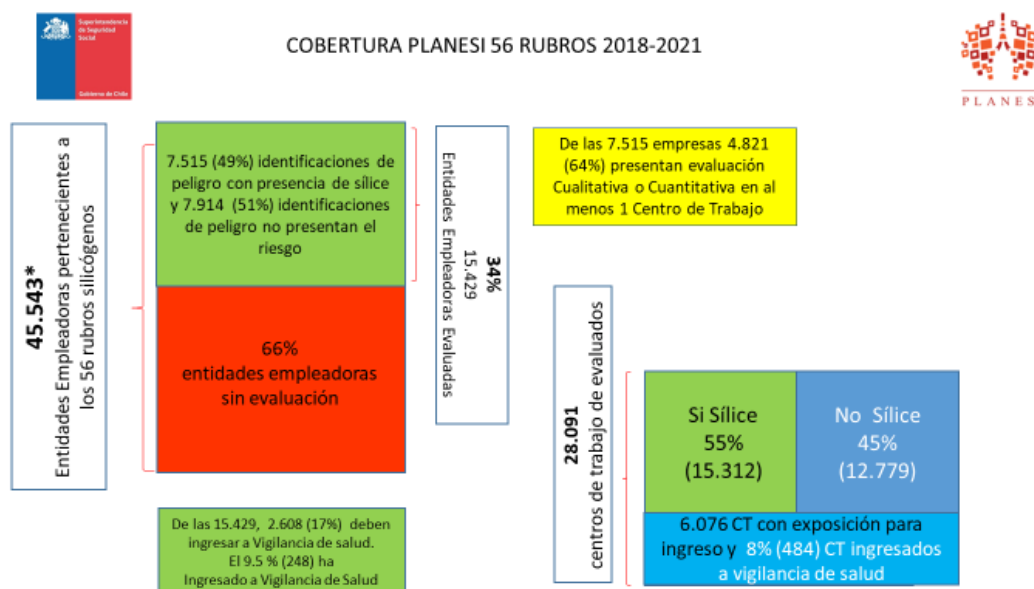 Superintendencia
de Seguridad
Social
Gobierno de Chile
COBERTURA PLANESI 56 RUBROS 2018-2021
PLANES
45.543*
Entidades Empleadoras pertenecientes a
los 56 rubros silicógenos
7.515 (49%) identificaciones de
peligro con presencia de sílice
y 7.914 (51%) identificaciones
de peligro no presentan el
riesgo
66%
entidades empleadoras
sin evaluación
34%
15.429
Entidades Empleadoras Evaluadas
De las 7.515 empresas 4.821
(64%) presentan evaluación
Cualitativa o Cuantitativa en al
menos 1 Centro de Trabajo
28.091
centros de trabajo de evaluados
Si Sílice
55%
(15.312)
No Sílice
45%
(12.779)
6.076 CT con exposición para
ingreso y 8% (484) CT ingresados
a vigilancia de salud
De las 15.429, 2.608 (17%) deben
ingresar a Vigilancia de salud.
El 9.5 % (248) ha
Ingresado a Vigilancia de Salud